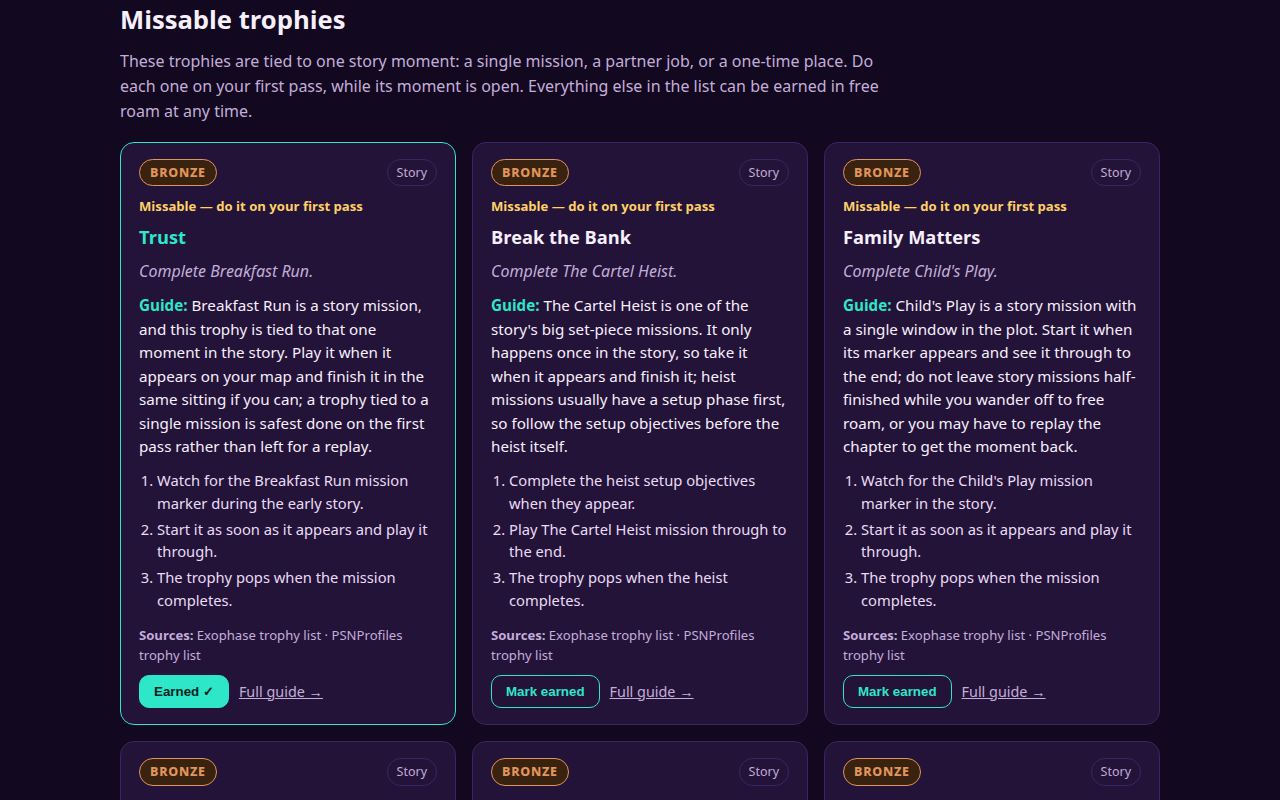 Missable trophies
These trophies are tied to one story moment: a single mission, a partner job, or a one-time place. Do
each one on your first pass, while its moment is open. Everything else in the list can be earned in free
roam at any time.
BRONZE
Story
Missable — do it on your first pass
Trust
Complete Breakfast Run.
Guide: Breakfast Run is a story mission,
and this trophy is tied to that one
moment in the story. Play it when it
appears on your map and finish it in the
same sitting if you can; a trophy tied to a
single mission is safest done on the first
pass rather than left for a replay.
1. Watch for the Breakfast Run mission
marker during the early story.
2. Start it as soon as it appears and play it
through.
3. The trophy pops when the mission
completes.
Sources: Exophase trophy list · PSNProfiles
trophy list
Earned ✓
Full guide →
BRONZE
Story
Missable — do it on your first pass
Break the Bank
Complete The Cartel Heist.
Guide: The Cartel Heist is one of the
story's big set-piece missions. It only
happens once in the story, so take it
when it appears and finish it; heist
missions usually have a setup phase first,
so follow the setup objectives before the
heist itself.
1. Complete the heist setup objectives
when they appear.
2. Play The Cartel Heist mission through to
the end.
3. The trophy pops when the heist
completes.
Sources: Exophase trophy list · PSNProfiles
trophy list
Mark earned
Full guide →
BRONZE
Story
Missable — do it on your first pass
Family Matters
Complete Child's Play.
Guide: Child's Play is a story mission with
a single window in the plot. Start it when
its marker appears and see it through to
the end; do not leave story missions half-
finished while you wander off to free
roam, or you may have to replay the
chapter to get the moment back.
1. Watch for the Child's Play mission
marker in the story.
2. Start it as soon as it appears and play it
through.
3. The trophy pops when the mission
completes.
Sources: Exophase trophy list · PSNProfiles
trophy list
Mark earned
Full guide →
BRONZE
Story
BRONZE
Story
BRONZE
Story